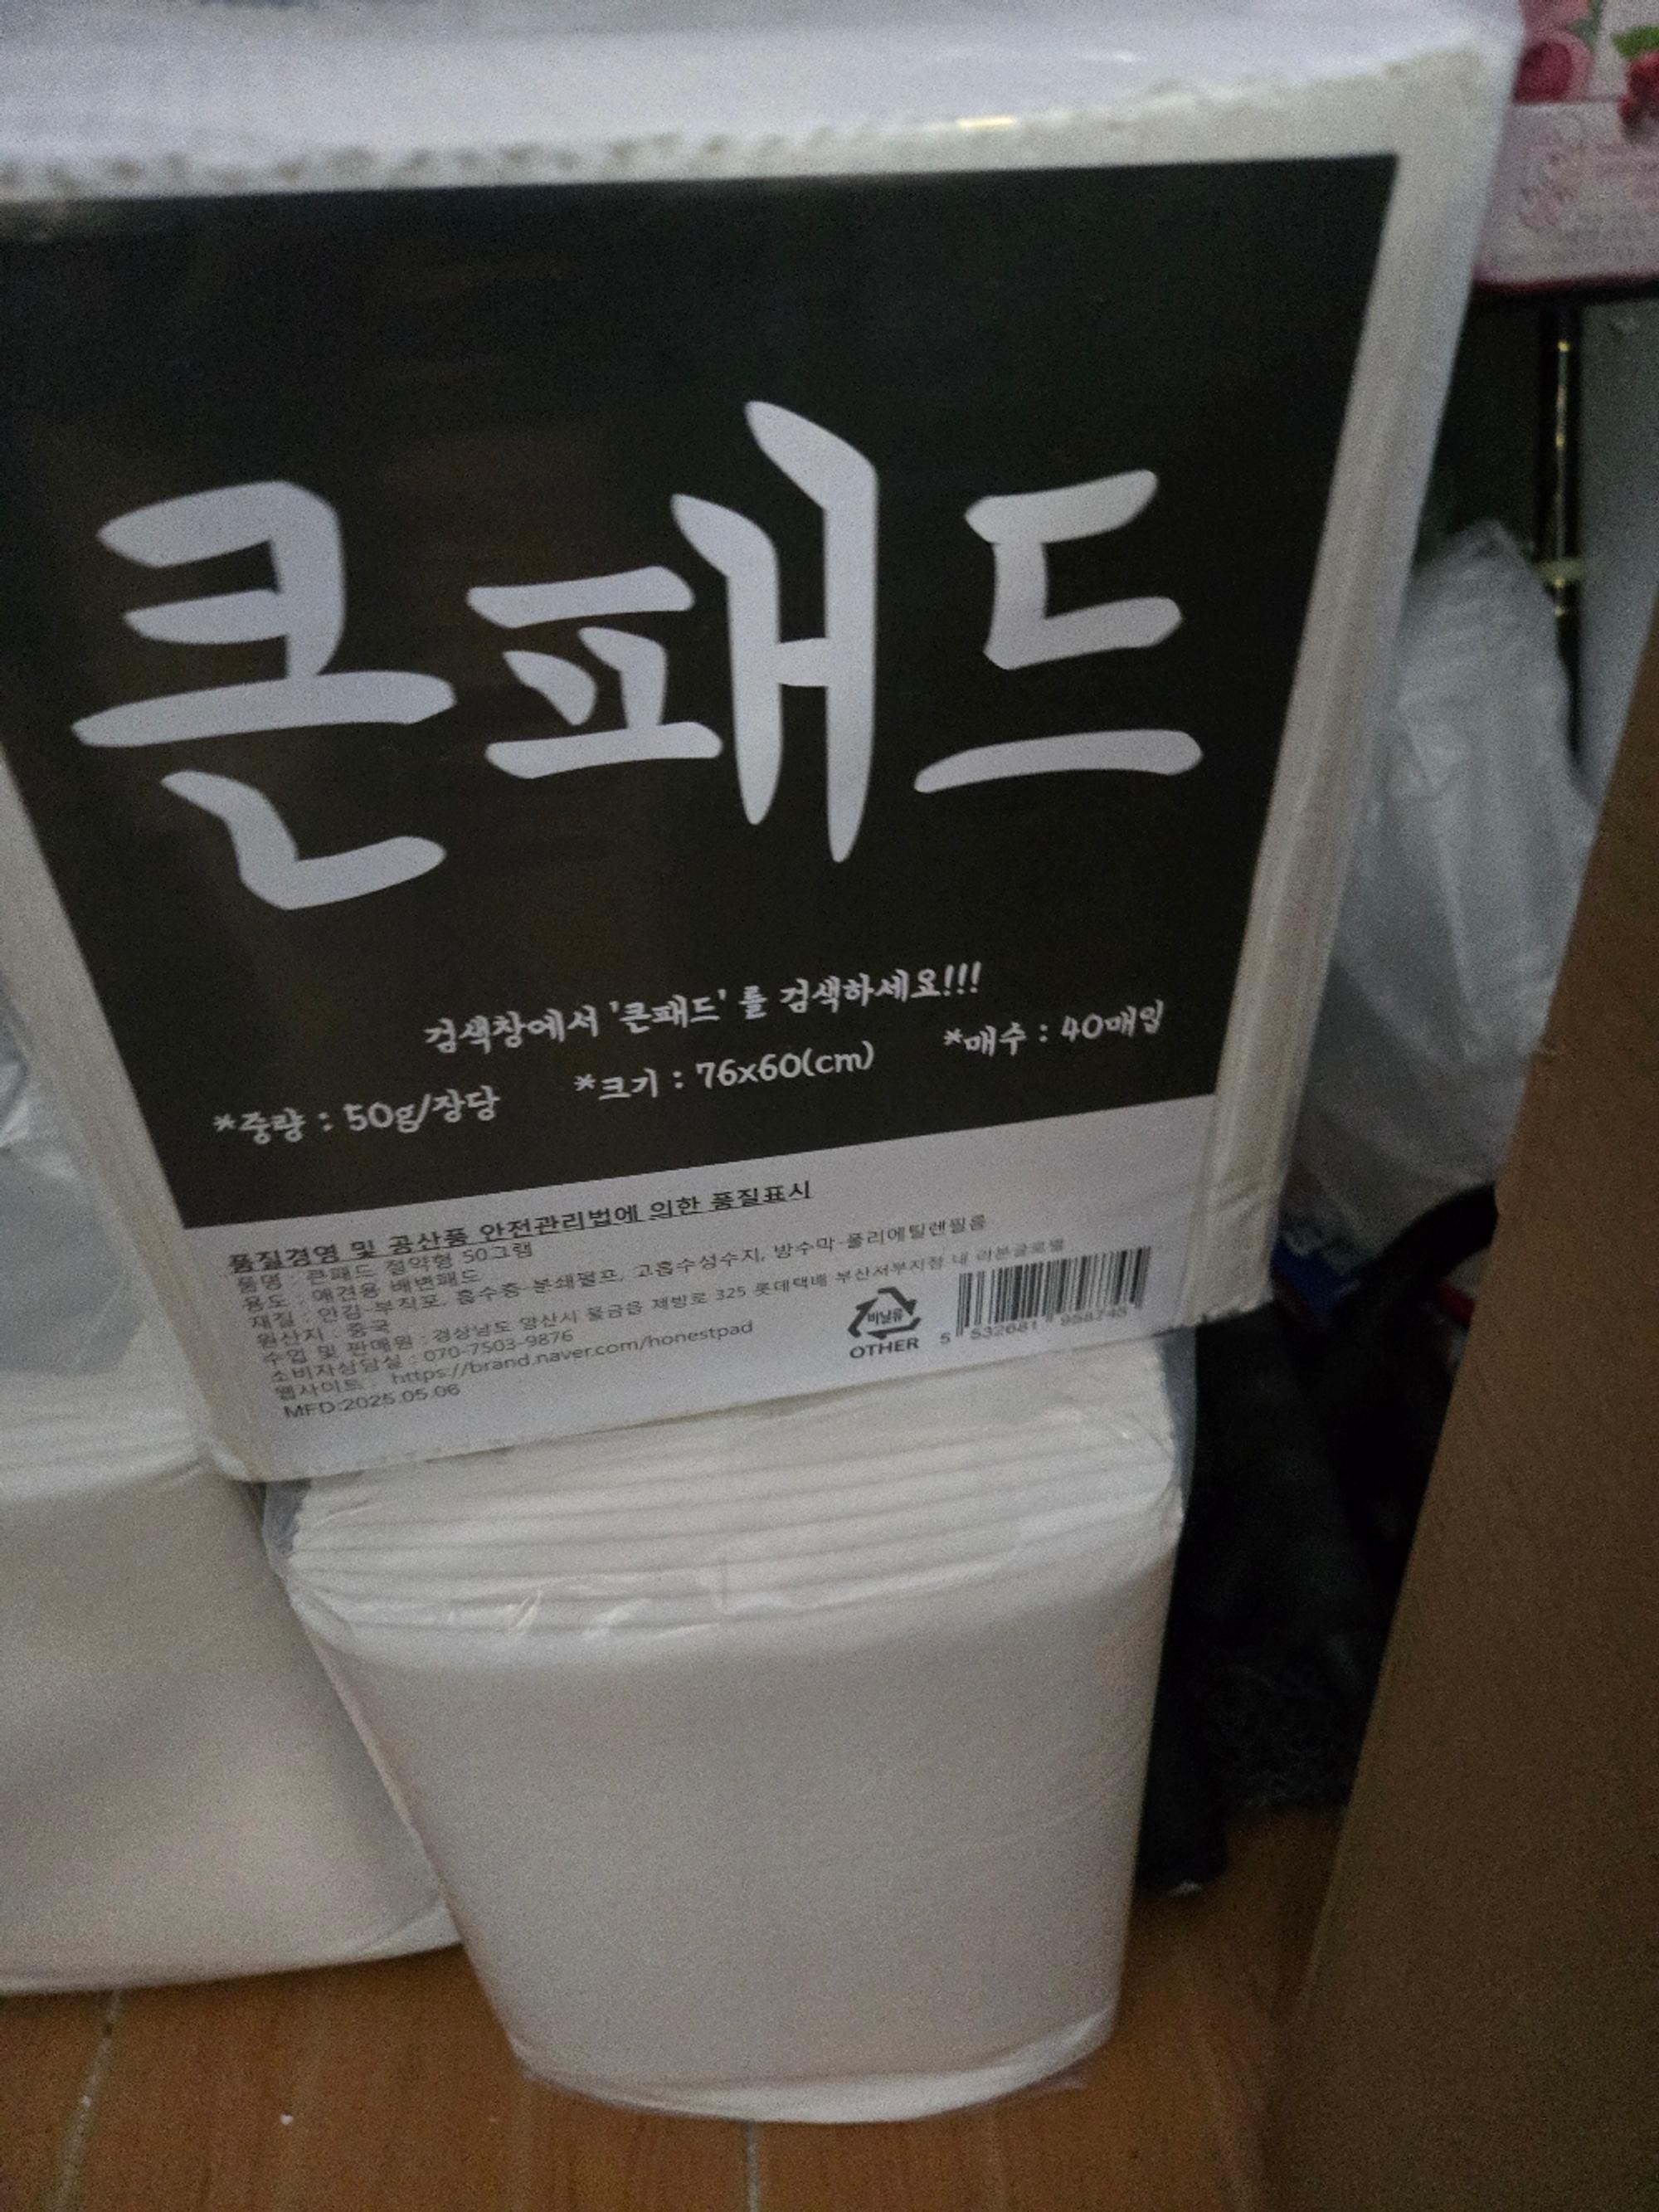 큰패드
검색창에서 '큰패드' 를 검색하세요!!!
*중량 : 50g/장당 *크기 : 76x60(cm) *매수 : 40매입
품질경영 및 공산품 안전관리법에 의한 품질표시
품명 : 큰패드 절약형 50그램
용도 : 애견용 배변패드
재질 : 안감-부직포, 흡수층-분쇄펄프, 고흡수성수지, 방수막-폴리에틸렌필름
원산지 : 중국
수입 및 판매원 : 경상남도 양산시 물금읍 제방로 325 롯데택배 부산서부지점 내 리본글로벌
소비자상담실 : 070-7503-9876
웹사이트 : https://brand.naver.com/honestpad
MFD:2025.05.06
비닐류
OTHER
5 532681 958745